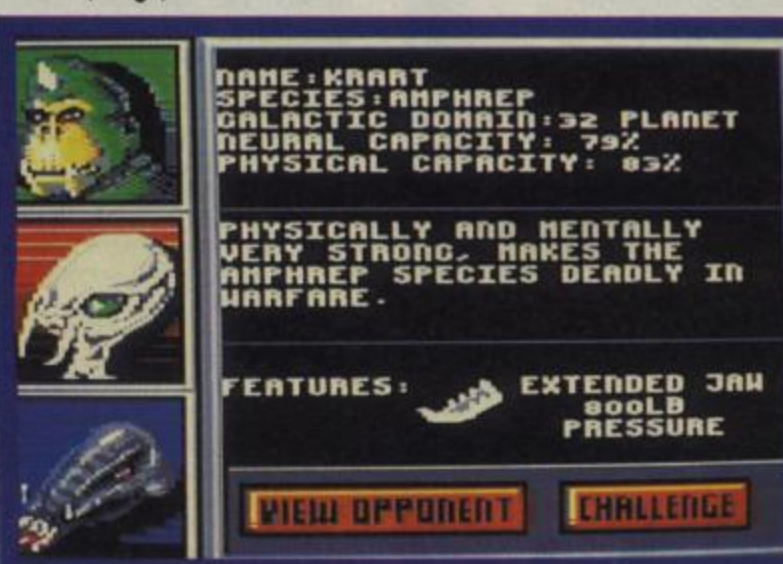 NAME:KRART
SPECIES:AMPHREP
GALACTIC DOMAIN:32 PLANET
NEURAL CAPACITY: 79%
PHYSICAL CAPACITY: 83%
PHYSICALLY AND MENTALLY
VERY STRONG, MAKES THE
AMPHREP SPECIES DEADLY IN
WARFARE.
FEATURES: EXTENDED JAW
800LB
PRESSURE
VIEW OPPONENT CHALLENGE